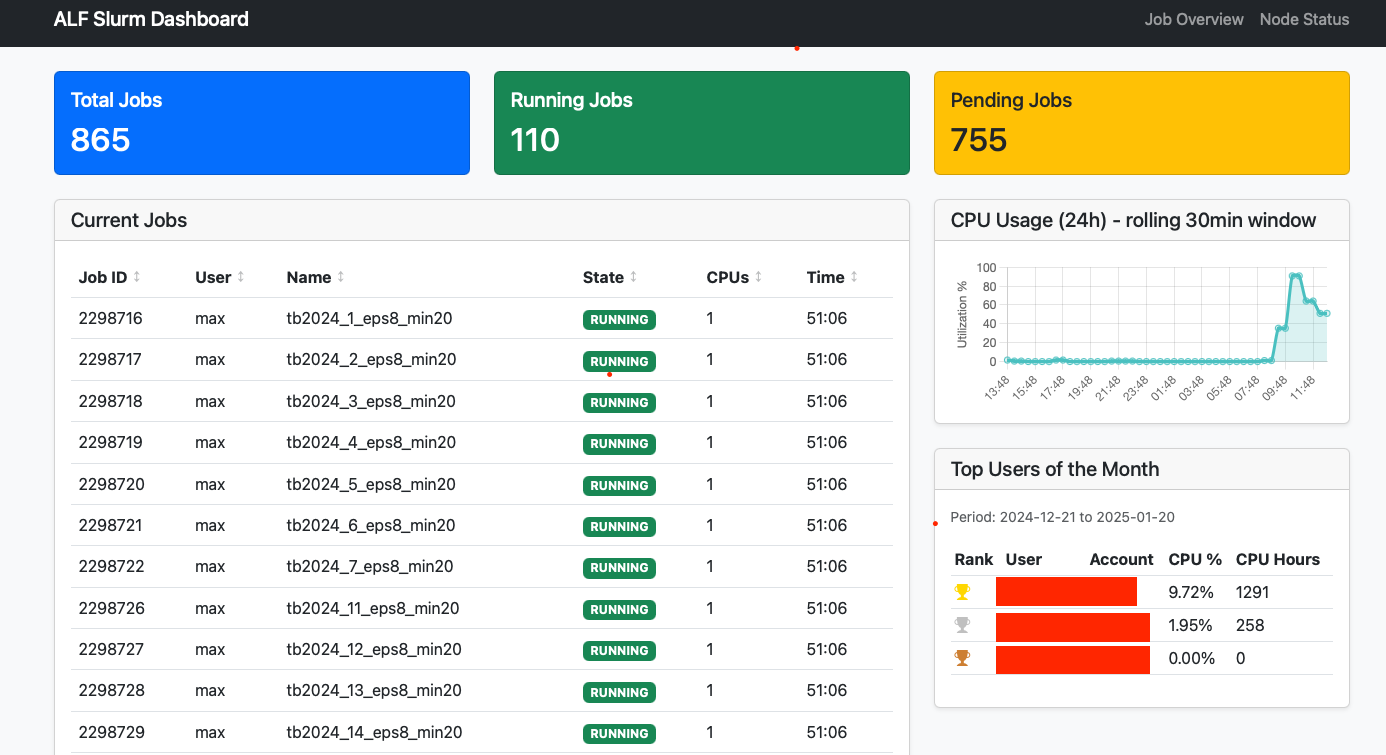 ALF Slurm Dashboard
Job Overview Node Status
Total Jobs
865
Running Jobs
110
Pending Jobs
755
Current Jobs
Job ID User Name State CPUs Time
2298716 max tb2024_1_eps8_min20 RUNNING 1 51:06
2298717 max tb2024_2_eps8_min20 RUNNING 1 51:06
2298718 max tb2024_3_eps8_min20 RUNNING 1 51:06
2298719 max tb2024_4_eps8_min20 RUNNING 1 51:06
2298720 max tb2024_5_eps8_min20 RUNNING 1 51:06
2298721 max tb2024_6_eps8_min20 RUNNING 1 51:06
2298722 max tb2024_7_eps8_min20 RUNNING 1 51:06
2298726 max tb2024_11_eps8_min20 RUNNING 1 51:06
2298727 max tb2024_12_eps8_min20 RUNNING 1 51:06
2298728 max tb2024_13_eps8_min20 RUNNING 1 51:06
2298729 max tb2024_14_eps8_min20 RUNNING 1 51:06
CPU Usage (24h) - rolling 30min window
Utilization %
100
80
60
40
20
0
13:48 15:48 17:48 19:48 21:48 23:48 01:48 03:48 05:48 07:48 09:48 11:48
Top Users of the Month
Period: 2024-12-21 to 2025-01-20
Rank User Account CPU % CPU Hours
9.72% 1291
1.95% 258
0.00% 0